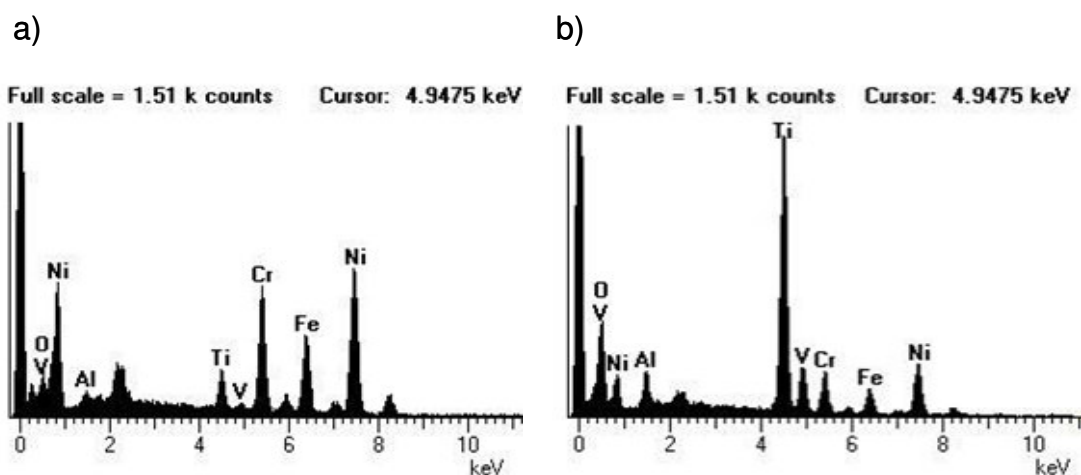 a)
Full scale = 1.51 k counts Cursor: 4.9475 keV
Ni
O
V
Al
Ti
V
Cr
Fe
Ni
0 2 4 6 8 10
keV
b)
Full scale = 1.51 k counts Cursor: 4.9475 keV
Ti
O
V
Ni
Al
V
Cr
Fe
Ni
0 2 4 6 8 10
keV